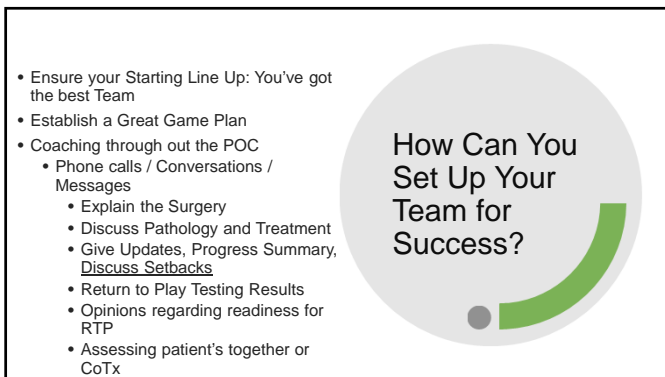 • Ensure your Starting Line Up: You've got
the best Team
• Establish a Great Game Plan
• Coaching through out the POC
• Phone calls / Conversations /
Messages
• Explain the Surgery
• Discuss Pathology and Treatment
• Give Updates, Progress Summary,
Discuss Setbacks
• Return to Play Testing Results
• Opinions regarding readiness for
RTP
• Assessing patient's together or
CoTx
How Can You
Set Up Your
Team for
Success?